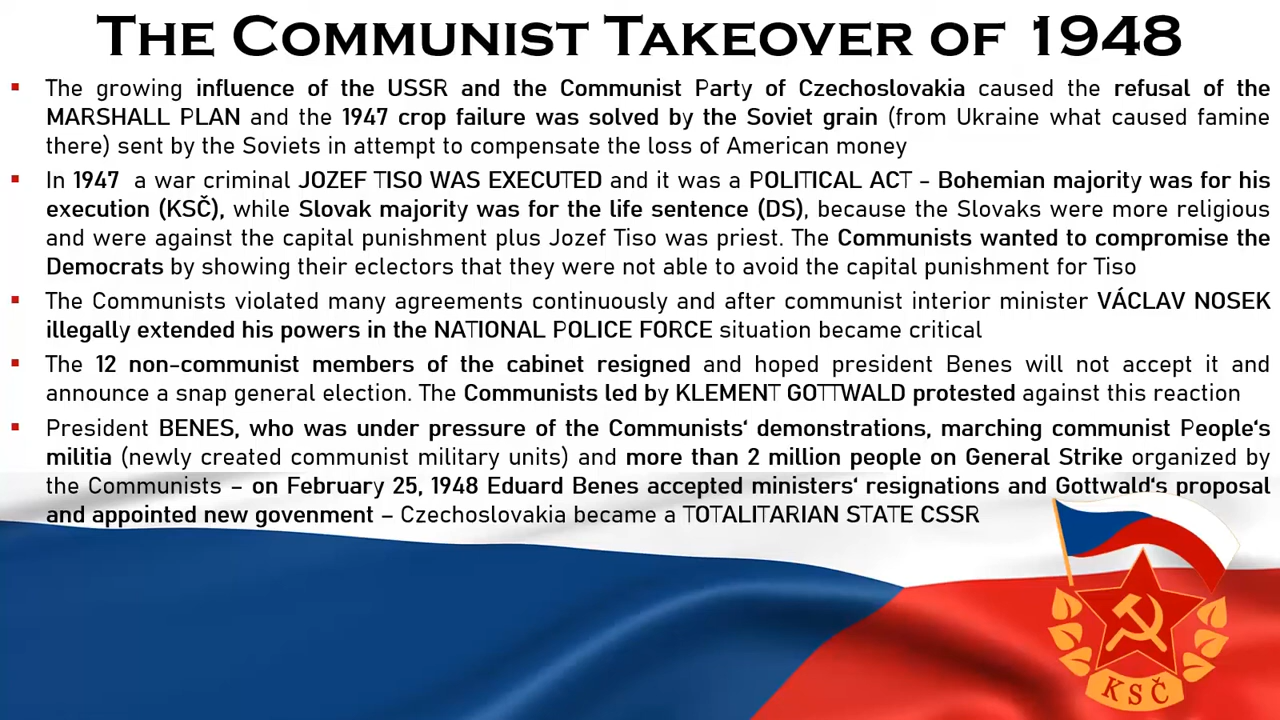 THE COMMUNIST TAKEOVER OF 1948
▪ The growing influence of the USSR and the Communist Party of Czechoslovakia caused the refusal of the
MARSHALL PLAN and the 1947 crop failure was solved by the Soviet grain (from Ukraine what caused famine
there) sent by the Soviets in attempt to compensate the loss of American money
▪ In 1947 a war criminal JOZEF TISO WAS EXECUTED and it was a POLITICAL ACT – Bohemian majority was for his
execution (KSČ), while Slovak majority was for the life sentence (DS), because the Slovaks were more religious
and were against the capital punishment plus Jozef Tiso was priest. The Communists wanted to compromise the
Democrats by showing their eclectors that they were not able to avoid the capital punishment for Tiso
▪ The Communists violated many agreements continuously and after communist interior minister VÁCLAV NOSEK
illegally extended his powers in the NATIONAL POLICE FORCE situation became critical
▪ The 12 non-communist members of the cabinet resigned and hoped president Benes will not accept it and
announce a snap general election. The Communists led by KLEMENT GOTTWALD protested against this reaction
▪ President BENES, who was under pressure of the Communists‘ demonstrations, marching communist People‘s
militia (newly created communist military units) and more than 2 million people on General Strike organized by
the Communists – on February 25, 1948 Eduard Benes accepted ministers‘ resignations and Gottwald‘s proposal
and appointed new govenment – Czechoslovakia became a TOTALITARIAN STATE CSSR
KSČ